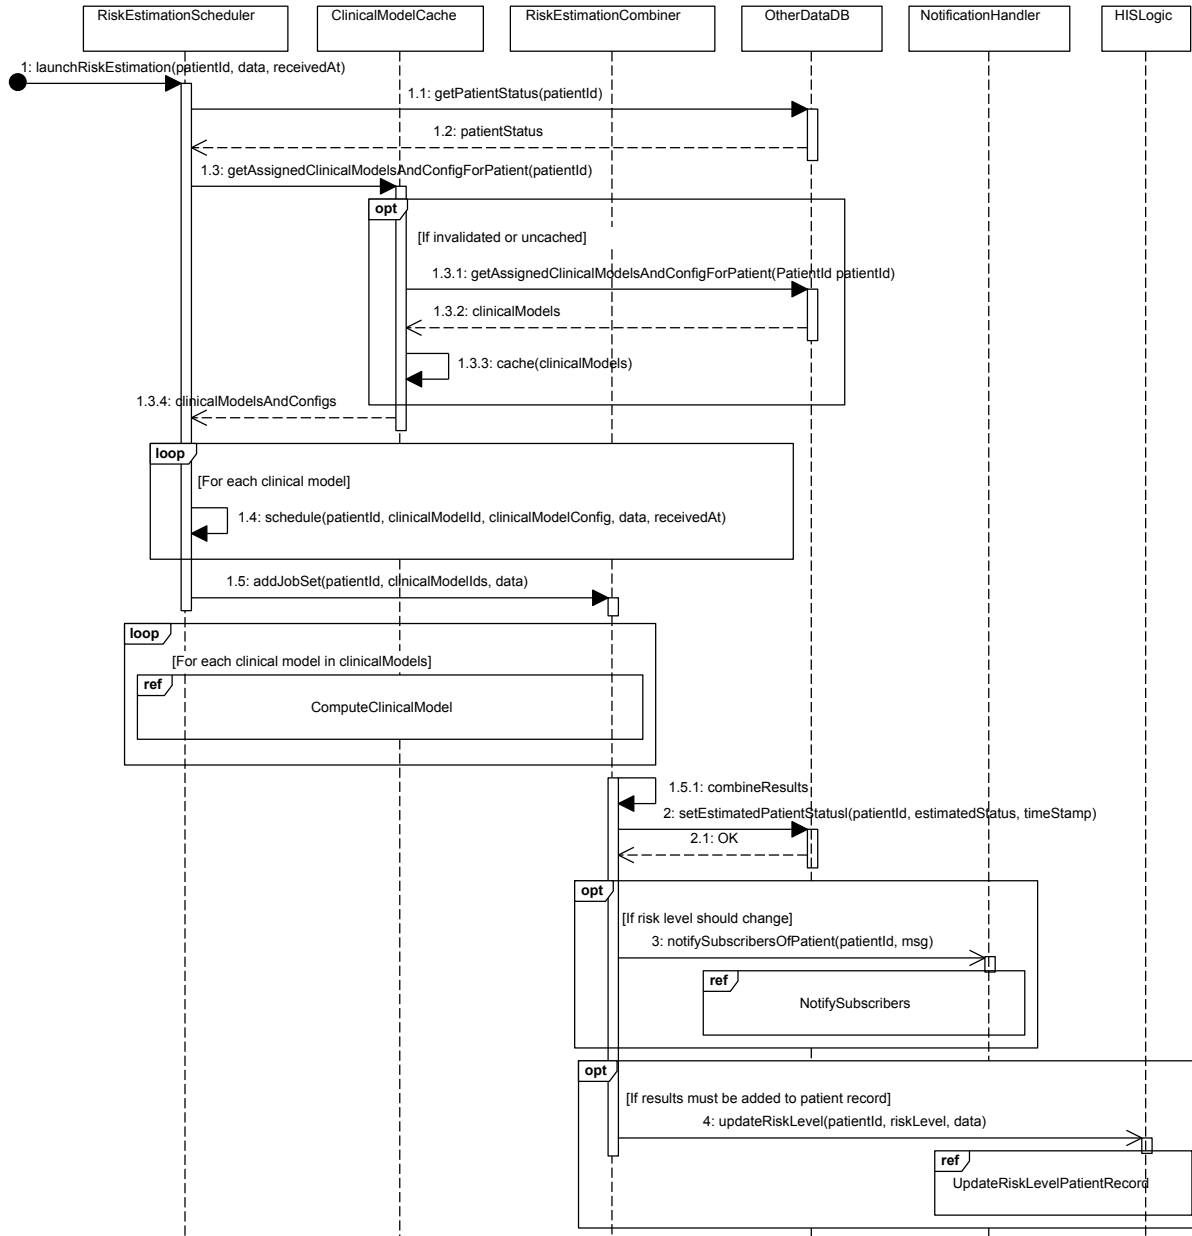 RiskEstimationScheduler
ClinicalModelCache
RiskEstimationCombiner
OtherDataDB
NotificationHandler
HISLogic
1: launchRiskEstimation(patientId, data, receivedAt)
1.1: getPatientStatus(patientId)
1.2: patientStatus
1.3: getAssignedClinicalModelsAndConfigForPatient(patientId)
opt
[If invalidated or uncached]
1.3.1: getAssignedClinicalModelsAndConfigForPatient(PatientId patientId)
1.3.2: clinicalModels
1.3.3: cache(clinicalModels)
1.3.4: clinicalModelsAndConfigs
loop
[For each clinical model]
1.4: schedule(patientId, clinicalModelId, clinicalModelConfig, data, receivedAt)
1.5: addJobSet(patientId, clinicalModelIds, data)
loop
[For each clinical model in clinicalModels]
ref
ComputeClinicalModel
1.5.1: combineResults
2: setEstimatedPatientStatusl(patientId, estimatedStatus, timeStamp)
2.1: OK
opt
[If risk level should change]
3: notifySubscribersOfPatient(patientId, msg)
ref
NotifySubscribers
opt
[If results must be added to patient record]
4: updateRiskLevel(patientId, riskLevel, data)
ref
UpdateRiskLevelPatientRecord